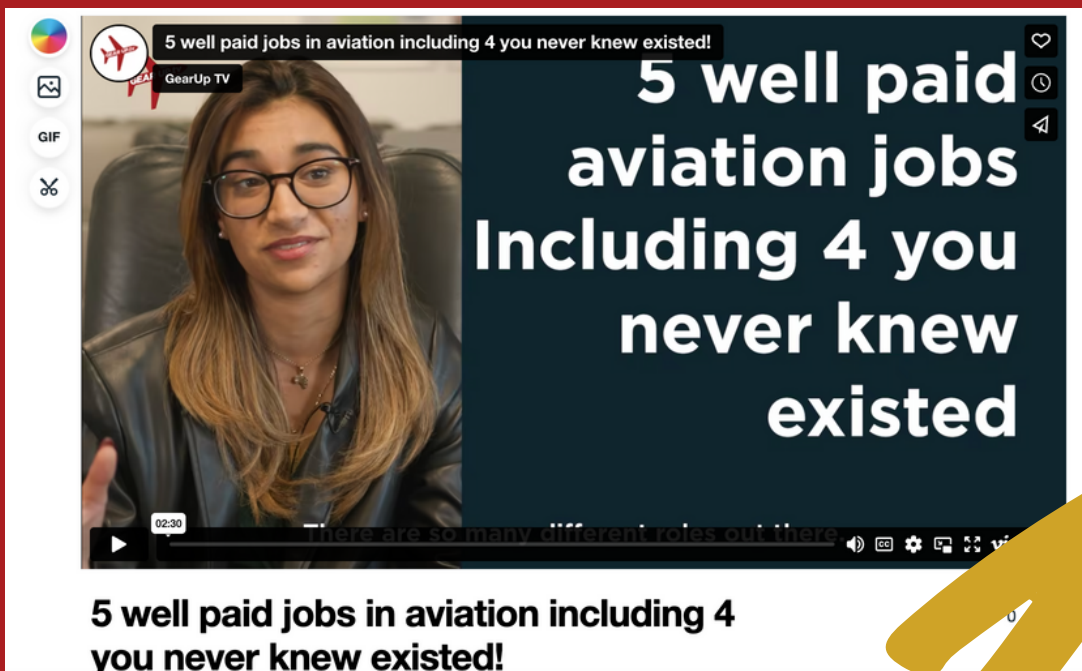 5 well paid jobs in aviation including 4 you never knew existed!
GearUp TV
GEAR
5 well paid
aviation jobs
Including 4 you
never knew
existed
GIF
02:30
There are so many different roles out there
CC
5 well paid jobs in aviation including 4
you never knew existed!